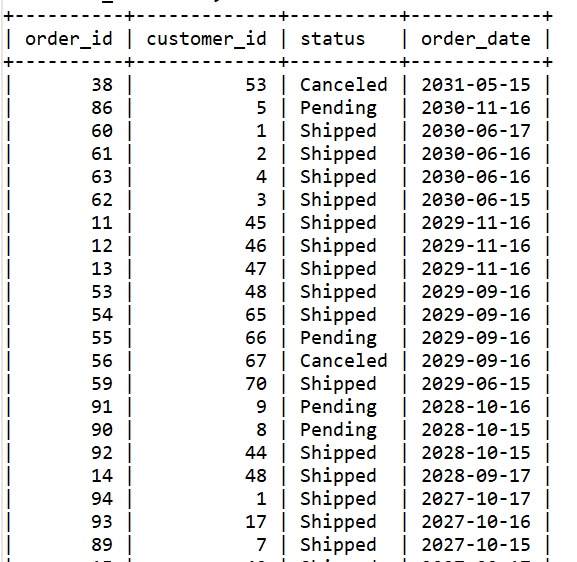 +----------+-------------+----------+------------+
| order_id | customer_id | status   | order_date |
+----------+-------------+----------+------------+
|       38 |          53 | Canceled | 2031-05-15 |
|       86 |           5 | Pending  | 2030-11-16 |
|       60 |           1 | Shipped  | 2030-06-17 |
|       61 |           2 | Shipped  | 2030-06-16 |
|       63 |           4 | Shipped  | 2030-06-16 |
|       62 |           3 | Shipped  | 2030-06-15 |
|       11 |          45 | Shipped  | 2029-11-16 |
|       12 |          46 | Shipped  | 2029-11-16 |
|       13 |          47 | Shipped  | 2029-11-16 |
|       53 |          48 | Shipped  | 2029-09-16 |
|       54 |          65 | Shipped  | 2029-09-16 |
|       55 |          66 | Pending  | 2029-09-16 |
|       56 |          67 | Canceled | 2029-09-16 |
|       59 |          70 | Shipped  | 2029-06-15 |
|       91 |           9 | Pending  | 2028-10-16 |
|       90 |           8 | Pending  | 2028-10-15 |
|       92 |          44 | Shipped  | 2028-10-15 |
|       14 |          48 | Shipped  | 2028-09-17 |
|       94 |           1 | Shipped  | 2027-10-17 |
|       93 |          17 | Shipped  | 2027-10-16 |
|       89 |           7 | Shipped  | 2027-10-15 |